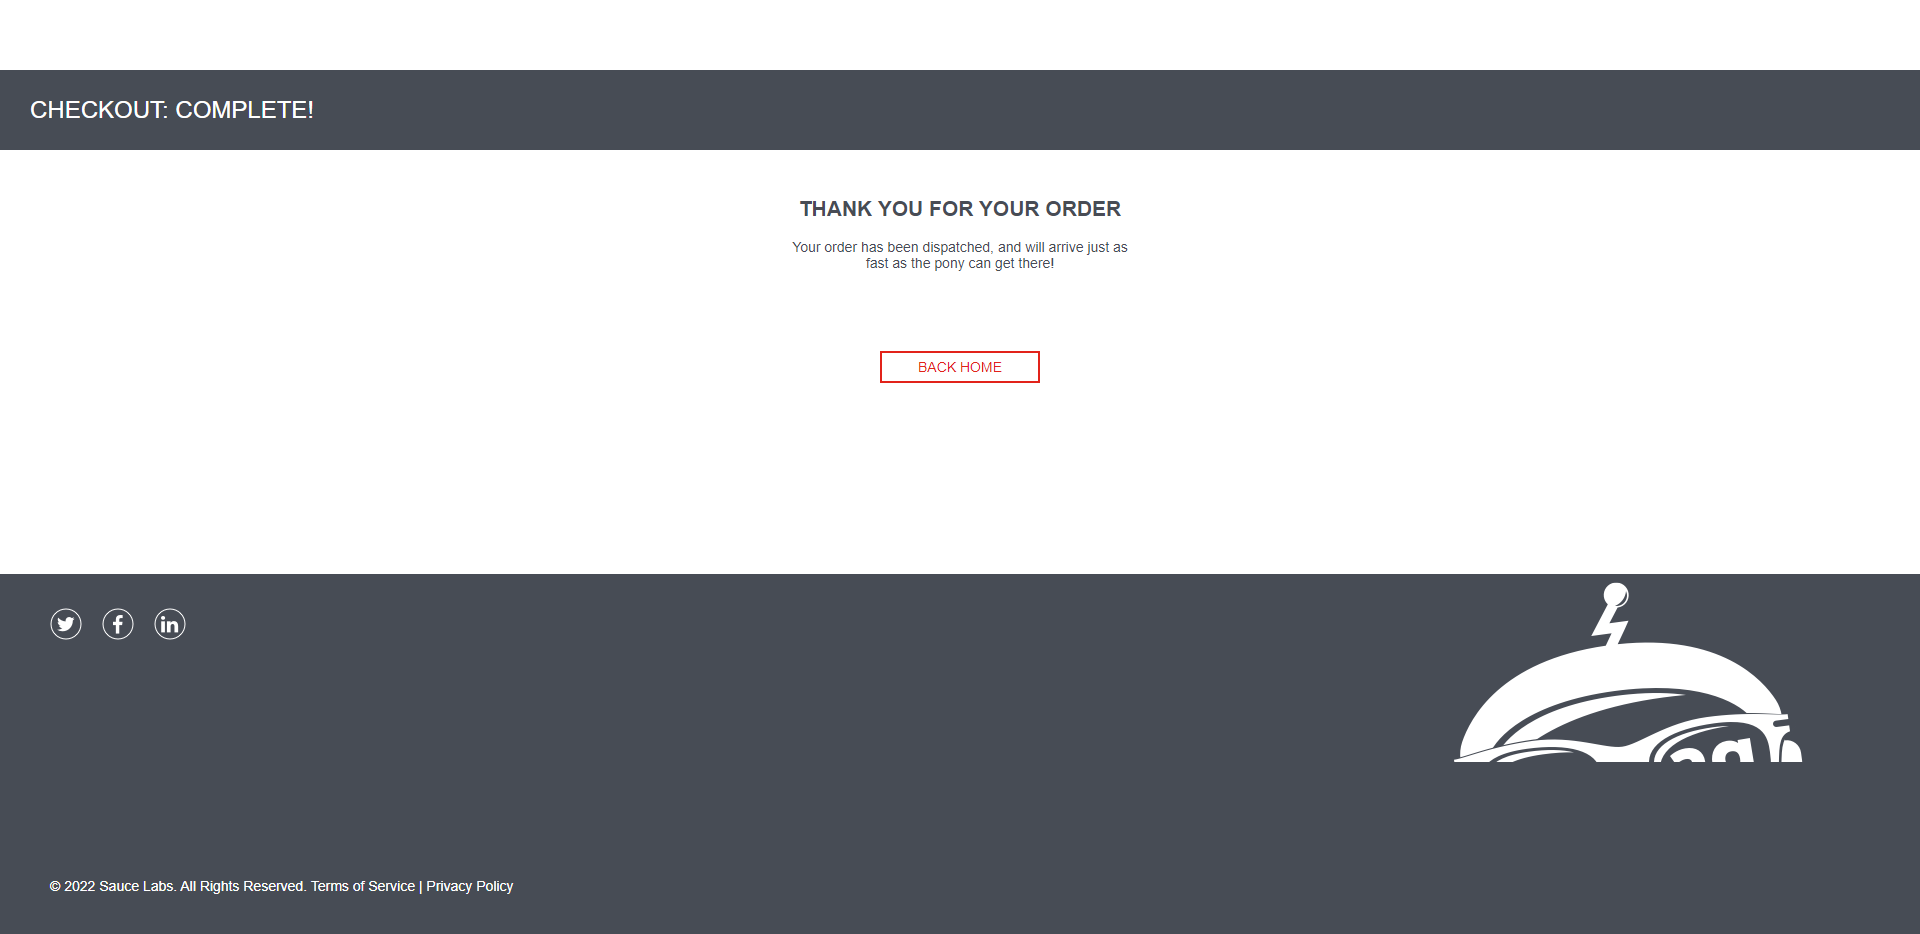 CHECKOUT: COMPLETE!
THANK YOU FOR YOUR ORDER
Your order has been dispatched, and will arrive just as
fast as the pony can get there!
BACK HOME
© 2022 Sauce Labs. All Rights Reserved. Terms of Service | Privacy Policy